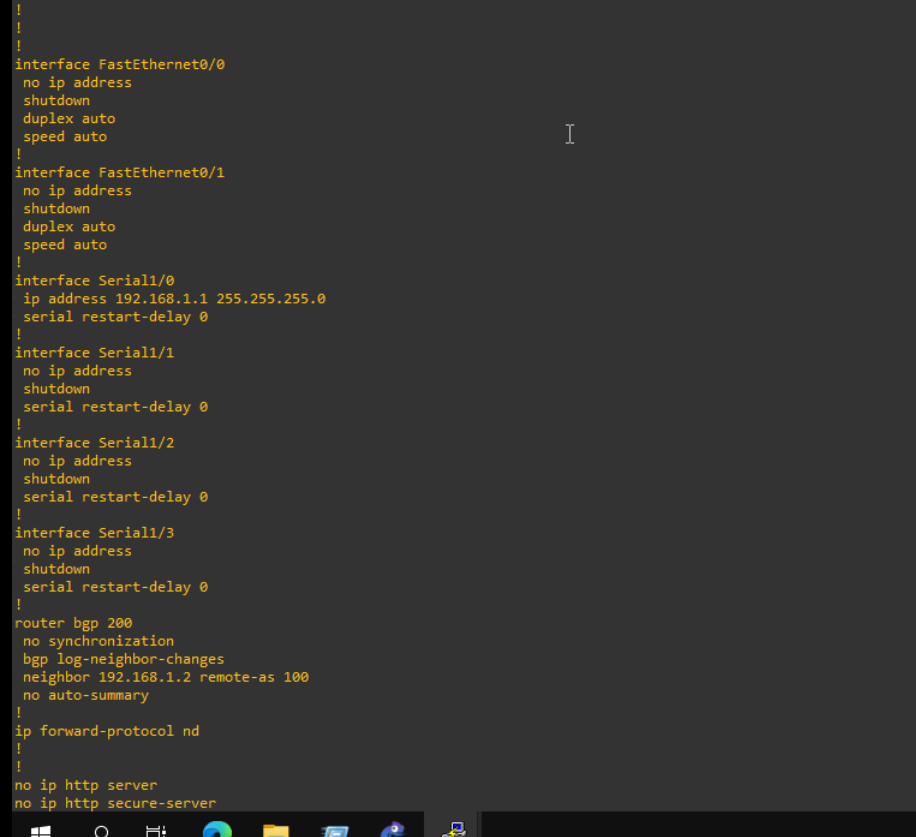 !
!
!
interface FastEthernet0/0
 no ip address
 shutdown
 duplex auto
 speed auto
!
interface FastEthernet0/1
 no ip address
 shutdown
 duplex auto
 speed auto
!
interface Serial1/0
 ip address 192.168.1.1 255.255.255.0
 serial restart-delay 0
!
interface Serial1/1
 no ip address
 shutdown
 serial restart-delay 0
!
interface Serial1/2
 no ip address
 shutdown
 serial restart-delay 0
!
interface Serial1/3
 no ip address
 shutdown
 serial restart-delay 0
!
router bgp 200
 no synchronization
 bgp log-neighbor-changes
 neighbor 192.168.1.2 remote-as 100
 no auto-summary
!
ip forward-protocol nd
!
!
no ip http server
no ip http secure-server